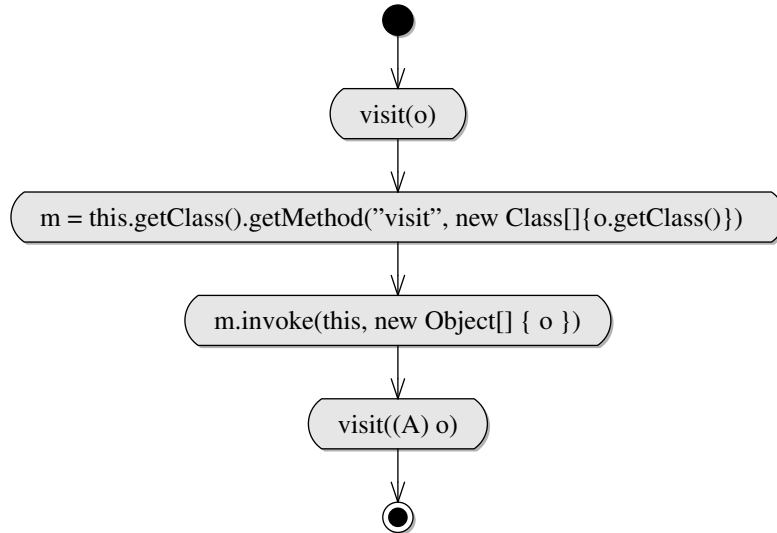 visit(o)
m = this.getClass().getMethod(”visit”, new Class[]{o.getClass()})
m.invoke(this, new Object[] { o })
visit((A) o)